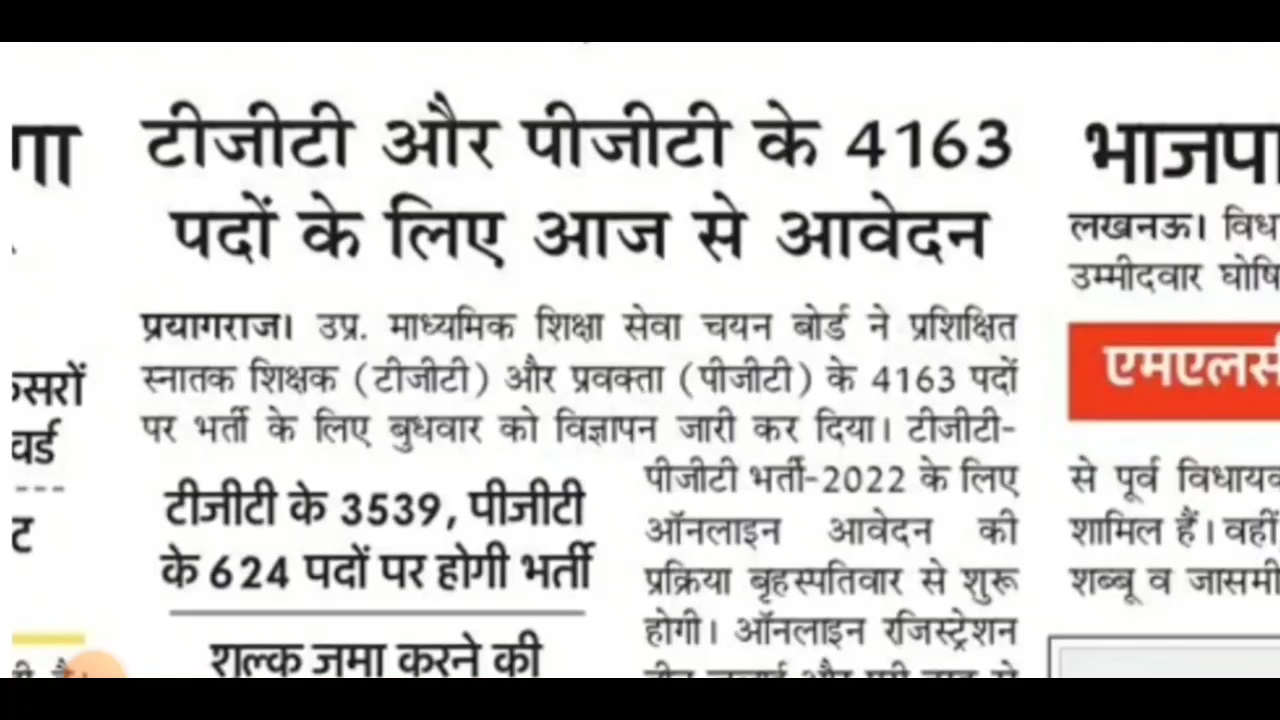 गा
टीजीटी और पीजीटी के 4163
पदों के लिए आज से आवेदन
प्रयागराज। उप्र. माध्यमिक शिक्षा सेवा चयन बोर्ड ने प्रशिक्षित
स्नातक शिक्षक (टीजीटी) और प्रवक्ता (पीजीटी) के 4163 पदों
पर भर्ती के लिए बुधवार को विज्ञापन जारी कर दिया। टीजीटी-
पीजीटी भर्ती-2022 के लिए
ऑनलाइन आवेदन की
प्रक्रिया बृहस्पतिवार से शुरू
होगी। ऑनलाइन रजिस्ट्रेशन
टीजीटी के 3539, पीजीटी
के 624 पदों पर होगी भर्ती
शुल्क जमा करने की
भाजपा
लखनऊ। विध
उम्मीदवार घोषि
एमएलसी
से पूर्व विधायक
शामिल हैं। वहीं
शब्बू व जासमी